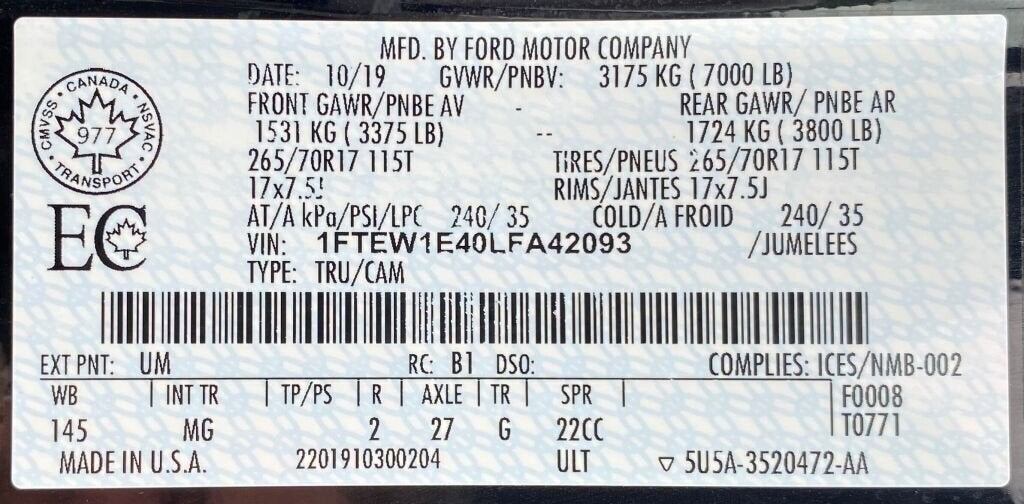 MFD. BY FORD MOTOR COMPANY
DATE: 10/19 GVWR/PNBV: 3175 KG ( 7000 LB)
FRONT GAWR/PNBE AV - REAR GAWR/ PNBE AR
1531 KG ( 3375 LB) -- 1724 KG ( 3800 LB)
265/70R17 115T TIRES/PNEUS 265/70R17 115T
17x7.5J RIMS/JANTES 17x7.5J
AT/A kPa/PSI/LPC 240/ 35 COLD/A FROID 240/ 35
VIN: 1FTEW1E40LFA42093 /JUMELEES
TYPE: TRU/CAM
CANADA
CMVSS · NSVAC
977
TRANSPORT
EC
EXT PNT: UM RC: B1 DSO: COMPLIES: ICES/NMB-002
WB | INT TR | TP/PS | R | AXLE | TR | SPR | F0008
145 MG 2 27 G 22CC T0771
MADE IN U.S.A. 2201910300204 ULT ▽ 5U5A-3520472-AA